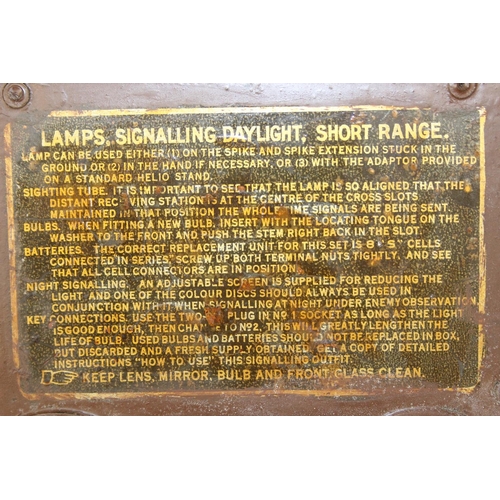 LAMPS, SIGNALLING DAYLIGHT, SHORT RANGE.
LAMP CAN BE USED EITHER (1) ON THE SPIKE AND SPIKE EXTENSION STUCK IN THE
GROUND OR (2) IN THE HAND IF NECESSARY, OR (3) WITH THE ADAPTOR PROVIDED
ON A STANDARD HELIO STAND.
SIGHTING TUBE. IT IS IMPORTANT TO SEE THAT THE LAMP IS SO ALIGNED THAT THE
DISTANT RECEIVING STATION IS AT THE CENTRE OF THE CROSS SLOTS
MAINTAINED IN THAT POSITION THE WHOLE TIME SIGNALS ARE BEING SENT.
BULBS. WHEN FITTING A NEW BULB, INSERT WITH THE LOCATING TONGUE ON THE
WASHER TO THE FRONT AND PUSH THE STEM RIGHT BACK IN THE SLOT.
BATTERIES. THE CORRECT REPLACEMENT UNIT FOR THIS SET IS 8 "S" CELLS
CONNECTED IN SERIES, SCREW UP BOTH TERMINAL NUTS TIGHTLY, AND SEE
THAT ALL CELL CONNECTORS ARE IN POSITION.
NIGHT SIGNALLING. AN ADJUSTABLE SCREEN IS SUPPLIED FOR REDUCING THE
LIGHT, AND ONE OF THE COLOUR DISCS SHOULD ALWAYS BE USED IN
CONJUNCTION WITH IT WHEN SIGNALLING AT NIGHT UNDER ENEMY OBSERVATION
KEY CONNECTIONS. USE THE TWO PLUG IN Nº 1 SOCKET AS LONG AS THE LIGHT
IS GOOD ENOUGH, THEN CHANGE TO Nº2, THIS WILL GREATLY LENGTHEN THE
LIFE OF BULB. USED BULBS AND BATTERIES SHOULD NOT BE REPLACED IN BOX,
BUT DISCARDED AND A FRESH SUPPLY OBTAINED. GET A COPY OF DETAILED
INSTRUCTIONS "HOW TO USE" THIS SIGNALLING OUTFIT.
KEEP LENS, MIRROR, BULB AND FRONT GLASS CLEAN.